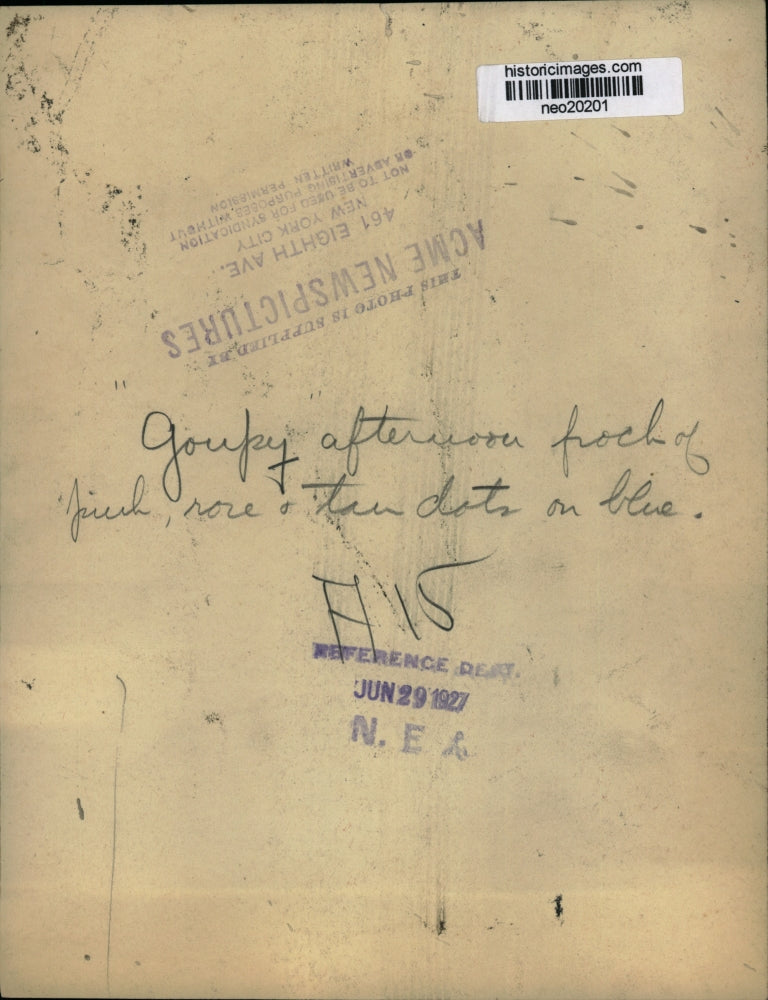 historicimages.com
neo20201
THIS PHOTO IS SUPPLIED BY
ACME NEWSPICTURES
461 EIGHTH AVE.,
NEW YORK CITY
NOT TO BE USED FOR SYNDICATION
OR ADVERTISING PURPOSES WITHOUT
WRITTEN PERMISSION
" Goupy afternoon frock of
pink, rose & tan dots on blue.
15
REFERENCE DEPT.
JUN 29 1927
N. E A